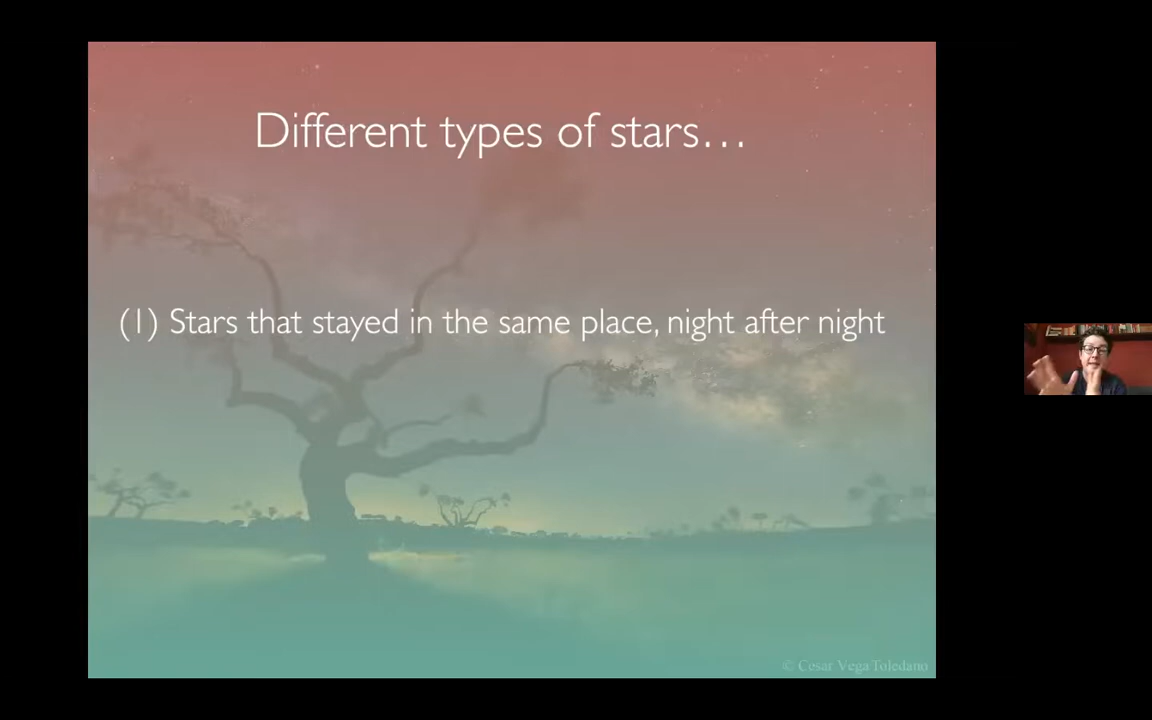 Different types of stars…
(1) Stars that stayed in the same place, night after night
© Cesar Vega Toledano